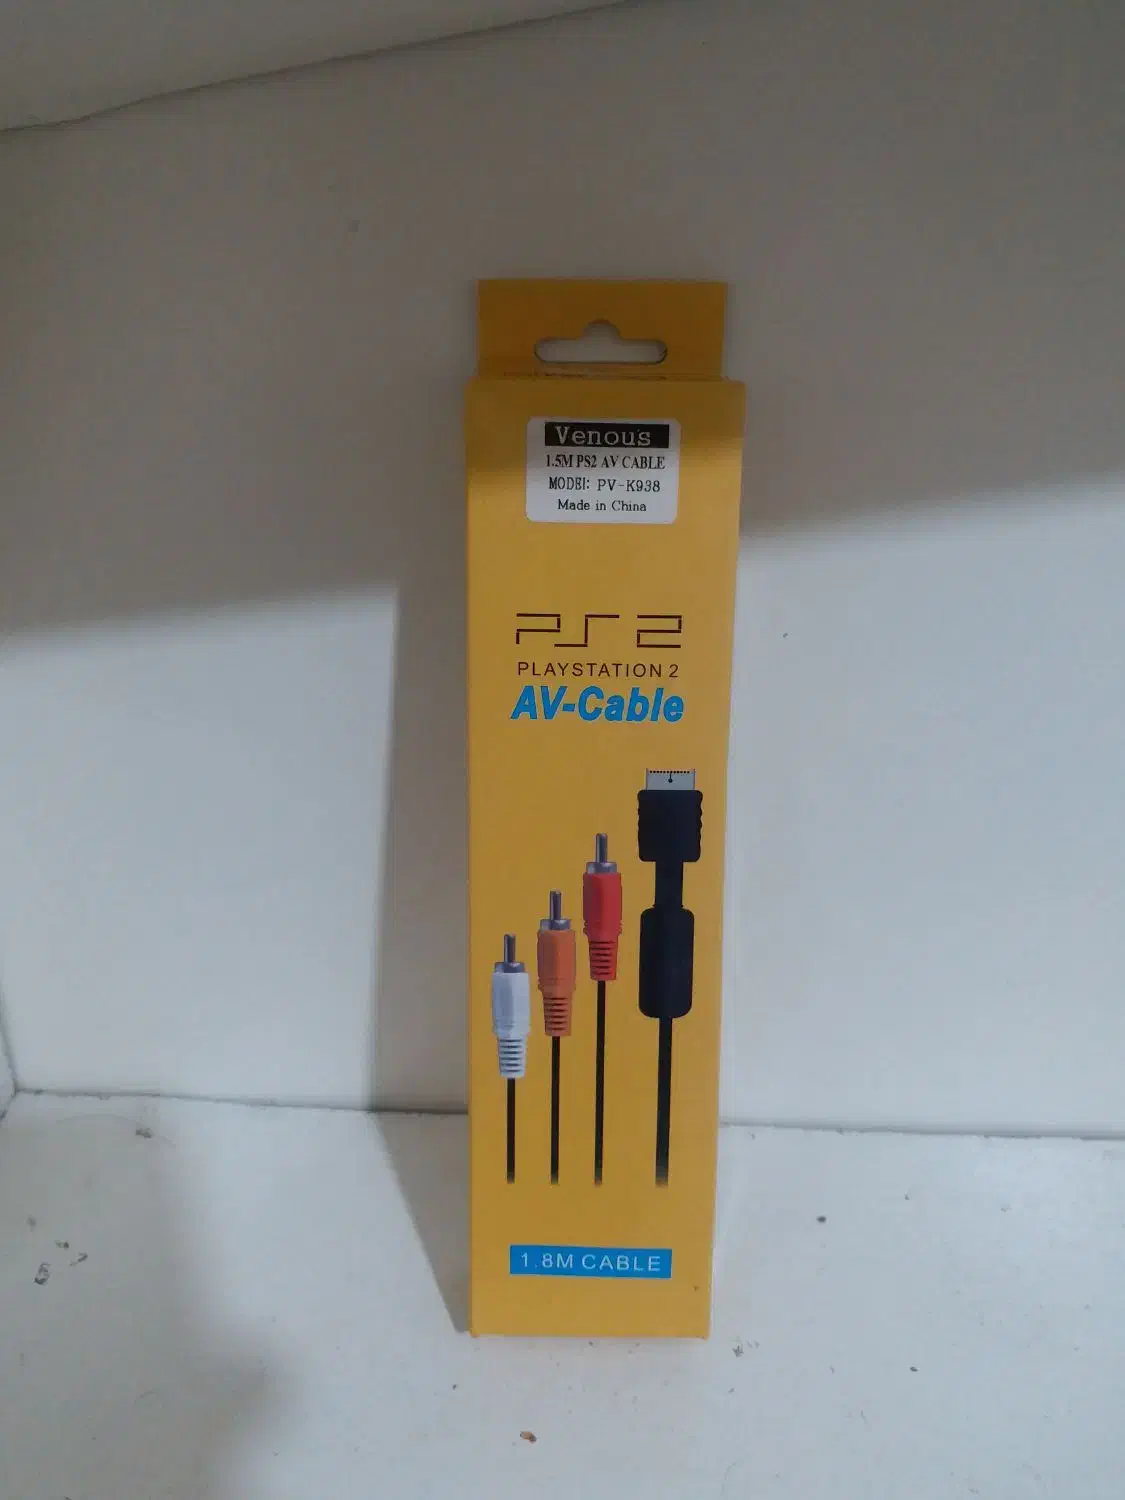 Venous
1.5M PS2 AV CABLE
MODEI: PV-K938
Made in China
PS2
PLAYSTATION 2
AV-Cable
1.8M CABLE